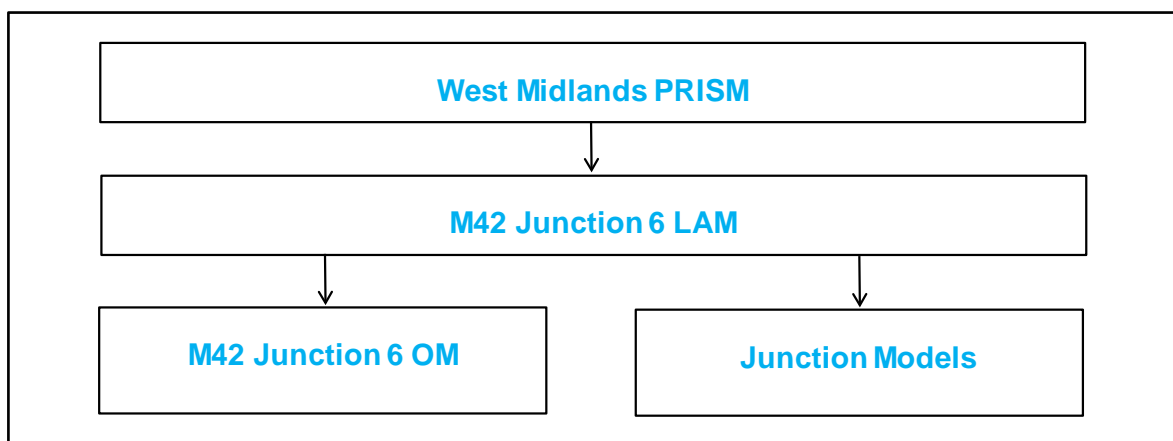 West Midlands PRISM
M42 Junction 6 LAM
M42 Junction 6 OM
Junction Models